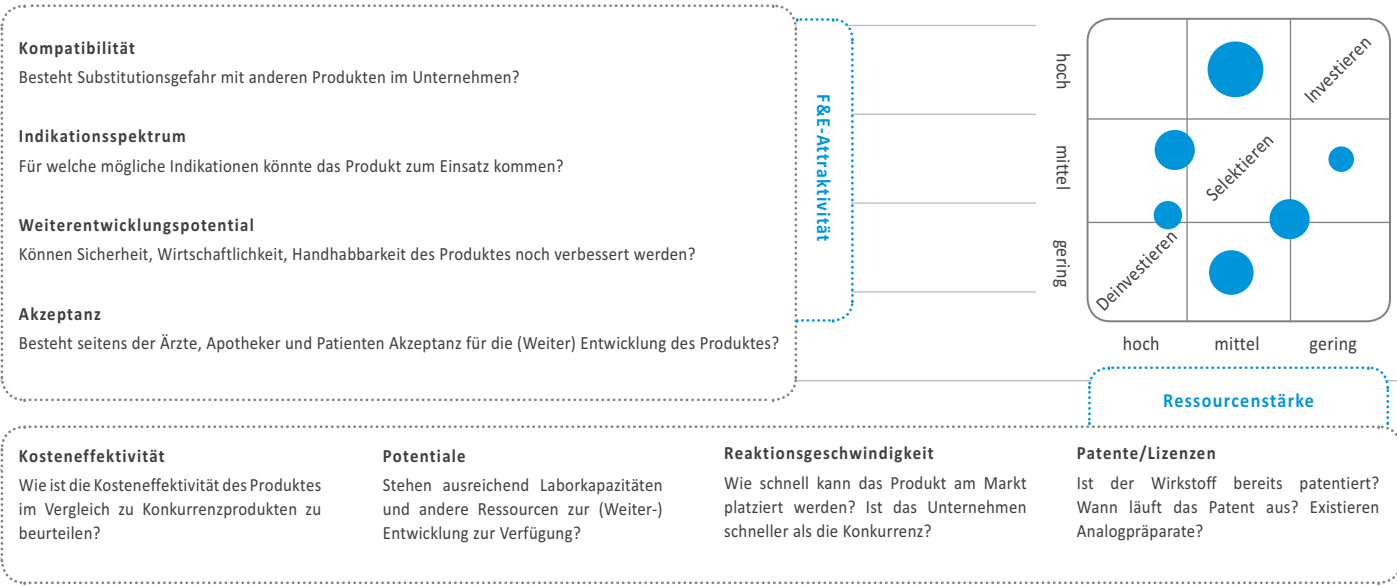 Kompatibilität
Besteht Substitutionsgefahr mit anderen Produkten im Unternehmen?
Indikationsspektrum
Für welche mögliche Indikationen könnte das Produkt zum Einsatz kommen?
Weiterentwicklungspotential
Können Sicherheit, Wirtschaftlichkeit, Handhabbarkeit des Produktes noch verbessert werden?
Akzeptanz
Besteht seitens der Ärzte, Apotheker und Patienten Akzeptanz für die (Weiter) Entwicklung des Produktes?
F&E-Attraktivität
hoch
mittel
gering
Investieren
Selektieren
Deinvestieren
hoch
mittel
gering
Ressourcenstärke
Kosteneffektivität
Wie ist die Kosteneffektivität des Produktes
im Vergleich zu Konkurrenzprodukten zu
beurteilen?
Potentiale
Stehen ausreichend Laborkapazitäten
und andere Ressourcen zur (Weiter-)
Entwicklung zur Verfügung?
Reaktionsgeschwindigkeit
Wie schnell kann das Produkt am Markt
platziert werden? Ist das Unternehmen
schneller als die Konkurrenz?
Patente/Lizenzen
Ist der Wirkstoff bereits patentiert?
Wann läuft das Patent aus? Existieren
Analogpräparate?